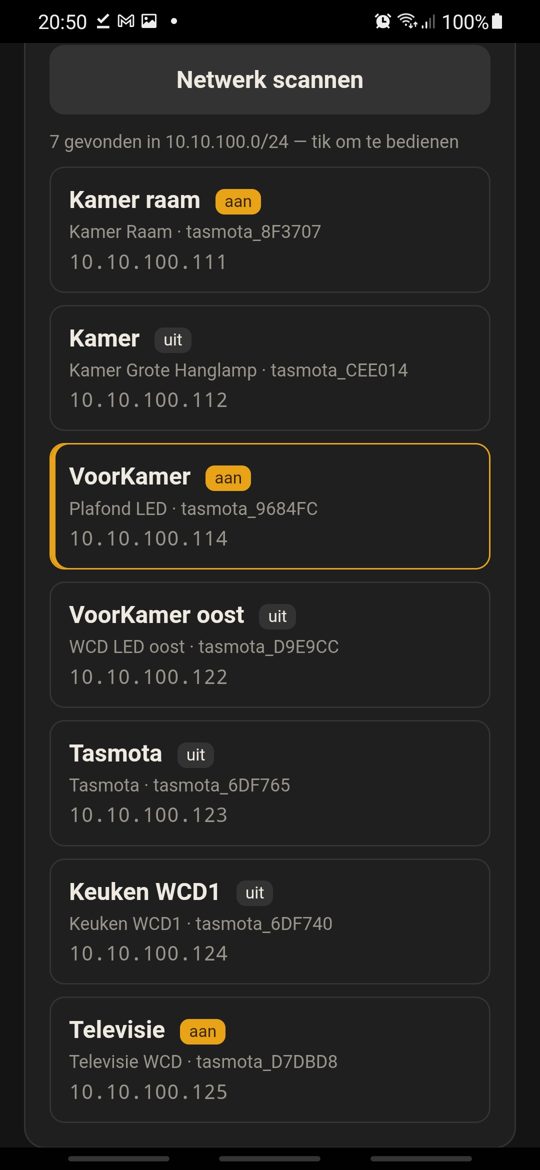 20:50
100%
Netwerk scannen
7 gevonden in 10.10.100.0/24 — tik om te bedienen
Kamer raam aan
Kamer Raam · tasmota_8F3707
10.10.100.111
Kamer uit
Kamer Grote Hanglamp · tasmota_CEE014
10.10.100.112
VoorKamer aan
Plafond LED · tasmota_9684FC
10.10.100.114
VoorKamer oost uit
WCD LED oost · tasmota_D9E9CC
10.10.100.122
Tasmota uit
Tasmota · tasmota_6DF765
10.10.100.123
Keuken WCD1 uit
Keuken WCD1 · tasmota_6DF740
10.10.100.124
Televisie aan
Televisie WCD · tasmota_D7DBD8
10.10.100.125